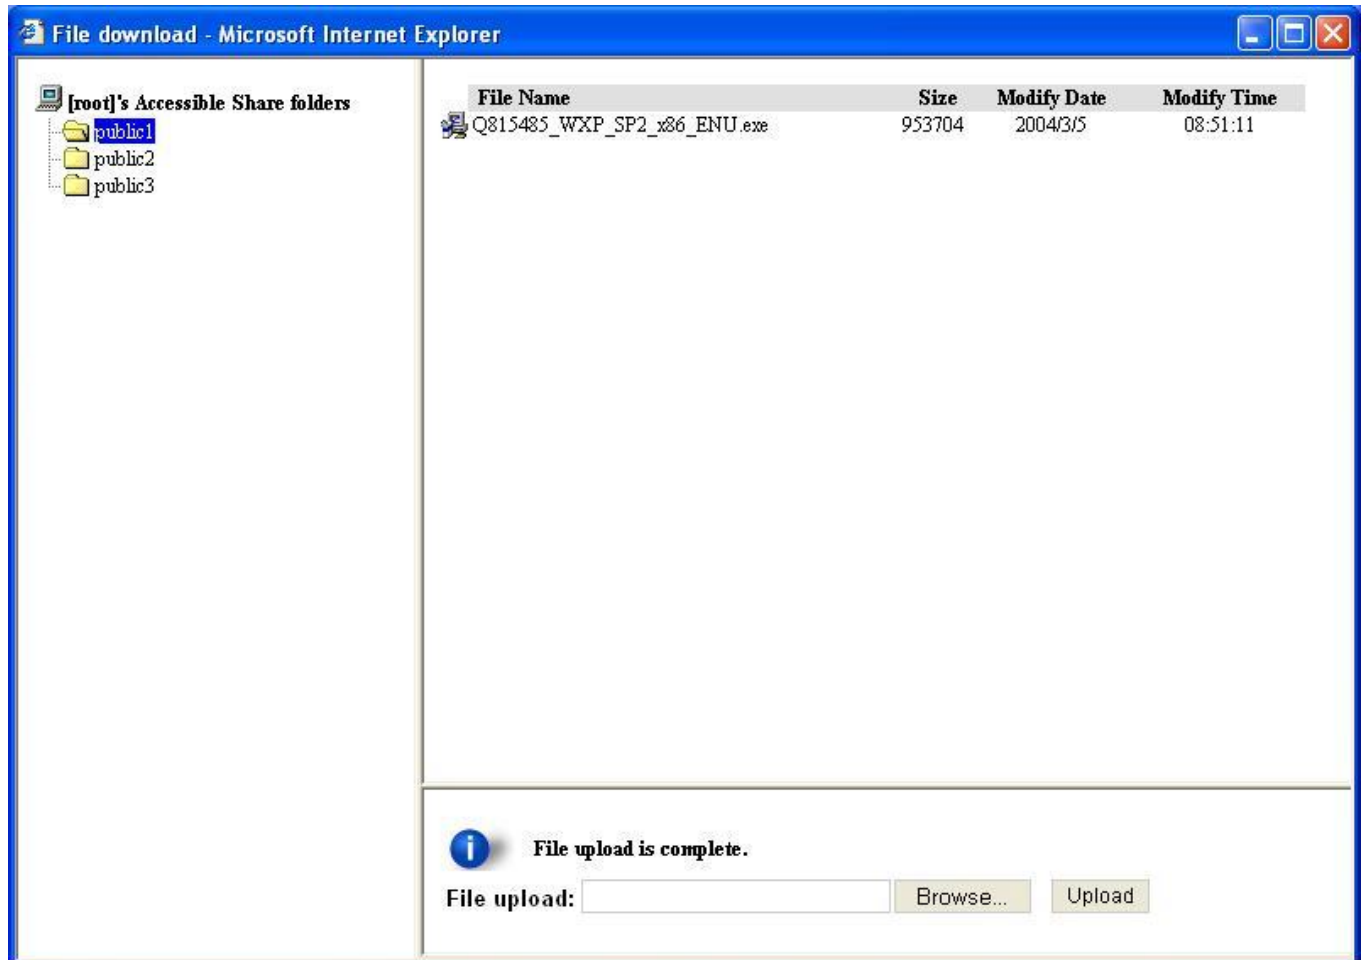 File download - Microsoft Internet Explorer
[root]'s Accessible Share folders
public1
public2
public3
File Name Size Modify Date Modify Time
Q815485_WXP_SP2_x86_ENU.exe 953704 2004/3/5 08:51:11
File upload is complete.
File upload: Browse... Upload